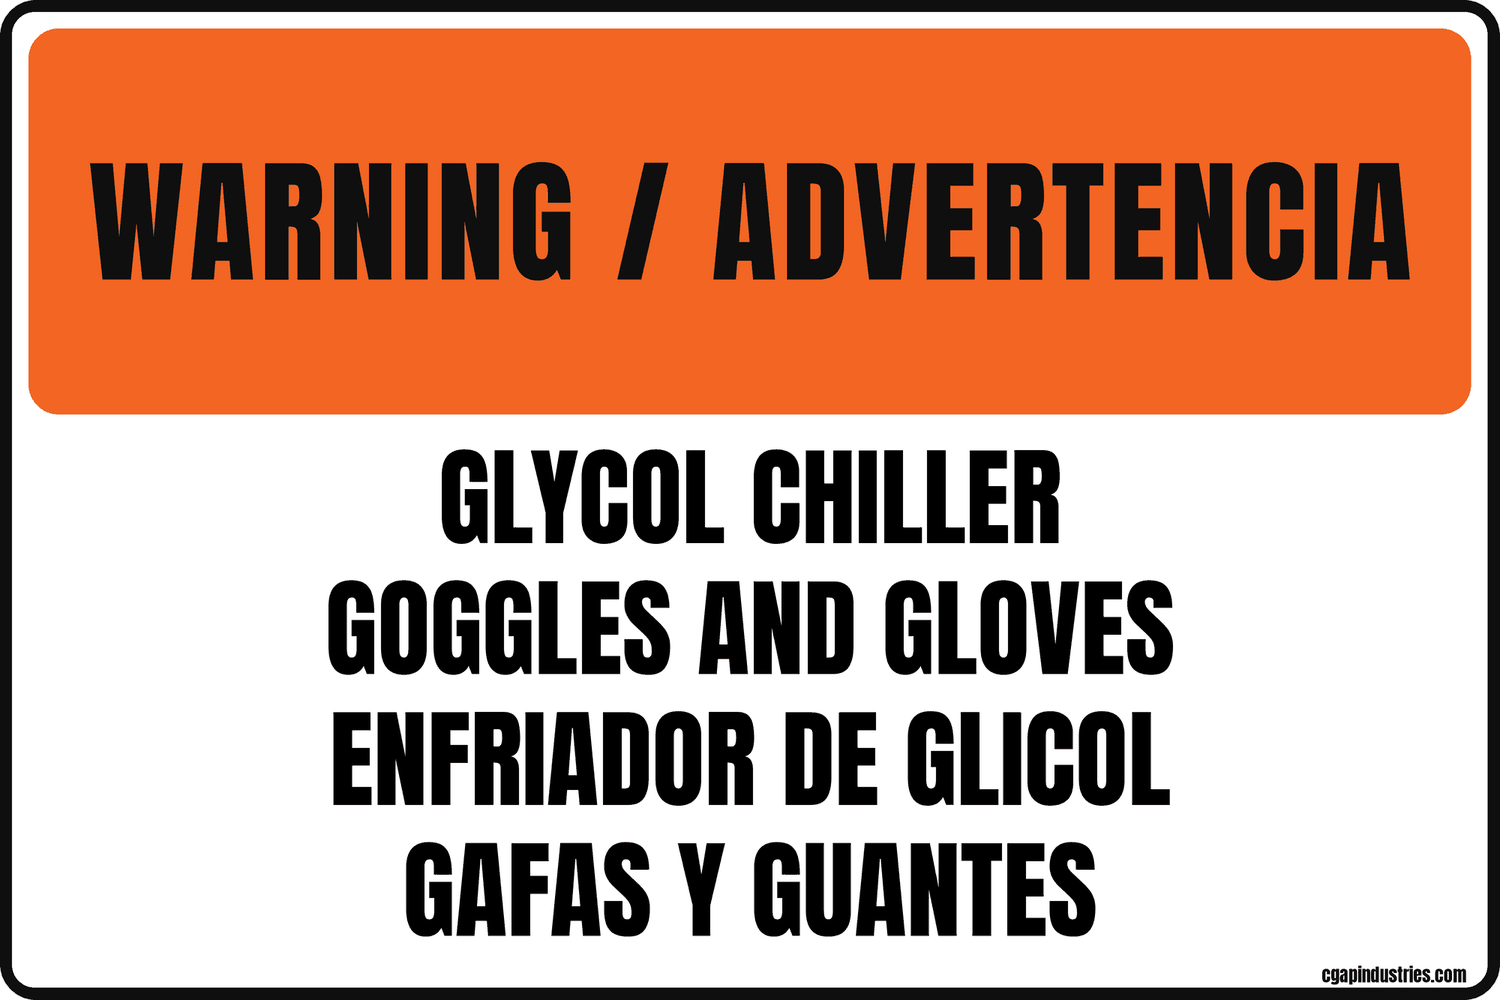 WARNING / ADVERTENCIA
GLYCOL CHILLER
GOGGLES AND GLOVES
ENFRIADOR DE GLICOL
GAFAS Y GUANTES
cgapindustries.com